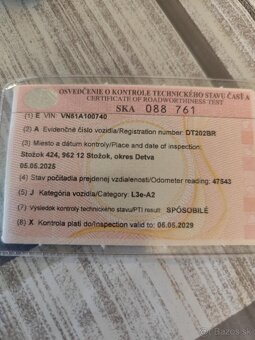 OSVEDČENIE O KONTROLE TECHNICKÉHO STAVU ČASŤ A
CERTIFICATE OF ROADWORTHINESS TEST
SKA 088 761
(1) E VIN: VN51A100740
(2) A Evidenčné číslo vozidla/Registration number: DT202BR
(3) Miesto a dátum kontroly/Place and date of inspection:
Stožok 424, 962 12 Stožok, okres Detva
05.05.2025
(4) Stav počítadla prejdenej vzdialenosti/Odometer reading: 47543
(5) J Kategória vozidla/Category: L3e-A2
(7) Výsledok kontroly technického stavu/PTI result: SPÔSOBILÉ
(8) X Kontrola platí do/Inspection valid to: 05.05.2029
Bazos.sk